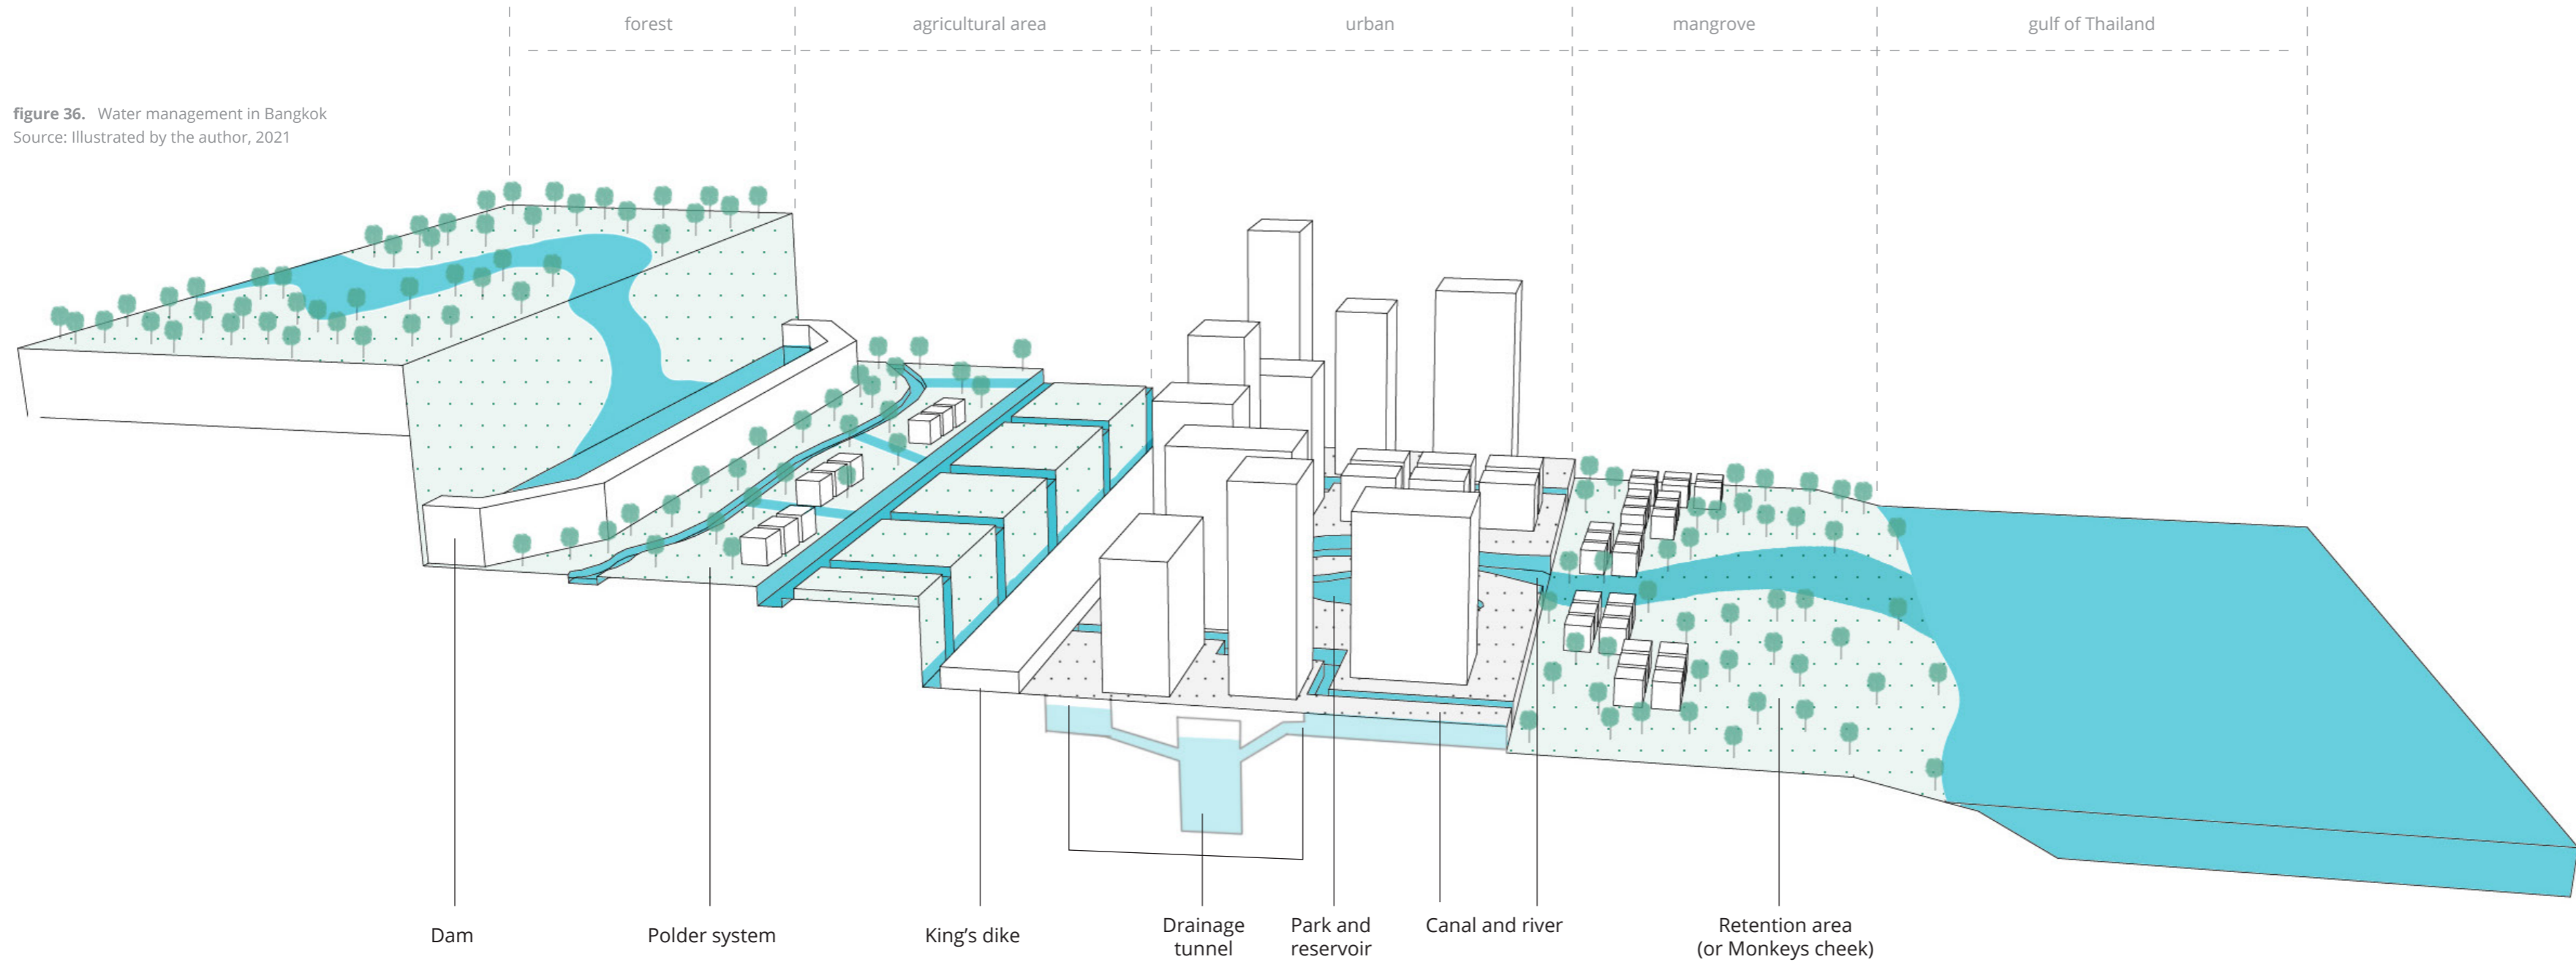 forest
agricultural area
urban
mangrove
gulf of Thailand
figure 36. Water management in Bangkok
Source: Illustrated by the author, 2021
Dam
Polder system
King's dike
Drainage
tunnel
Park and
reservoir
Canal and river
Retention area
(or Monkeys cheek)